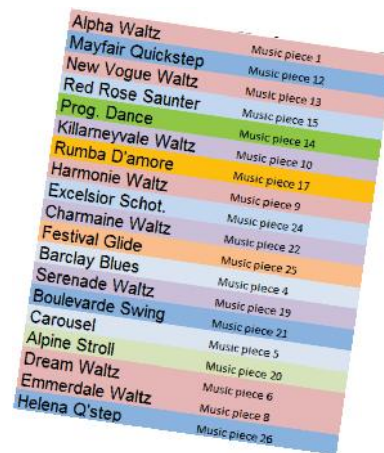 Alpha Waltz Music piece 1
Mayfair Quickstep Music piece 12
New Vogue Waltz Music piece 13
Red Rose Saunter Music piece 15
Prog. Dance Music piece 14
Killarneyvale Waltz Music piece 10
Rumba D'amore Music piece 17
Harmonie Waltz Music piece 9
Excelsior Schot. Music piece 24
Charmaine Waltz Music piece 22
Festival Glide Music piece 25
Barclay Blues Music piece 4
Serenade Waltz Music piece 19
Boulevarde Swing Music piece 21
Carousel Music piece 5
Alpine Stroll Music piece 20
Dream Waltz Music piece 6
Emmerdale Waltz Music piece 8
Helena Q'step Music piece 26